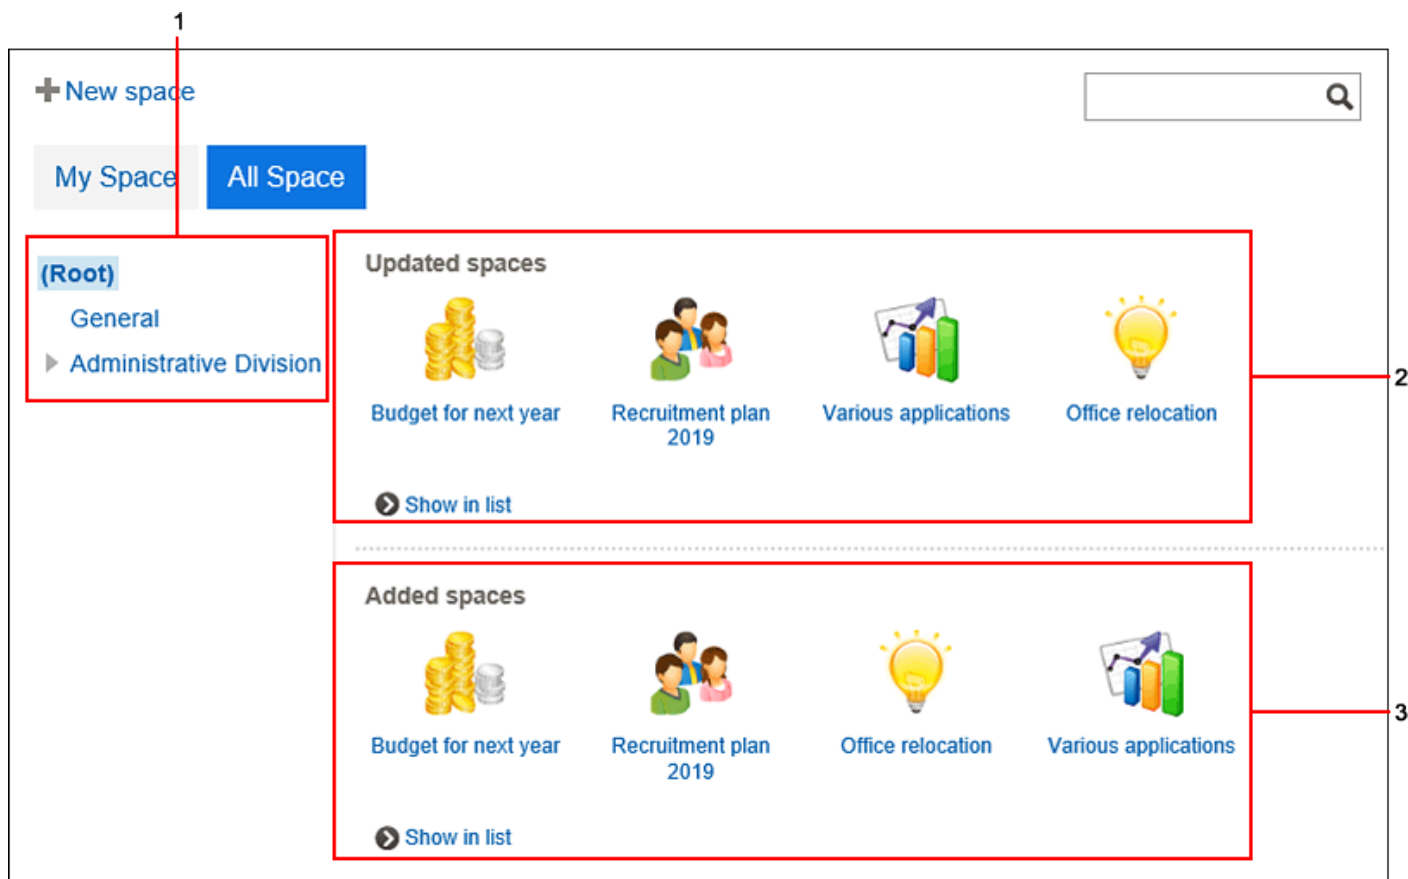 1
New space
My Space
All Space
(Root)
General
Administrative Division
Updated spaces
Budget for next year
Recruitment plan
2019
Various applications
Office relocation
Show in list
2
Added spaces
Budget for next year
Recruitment plan
2019
Office relocation
Various applications
Show in list
3